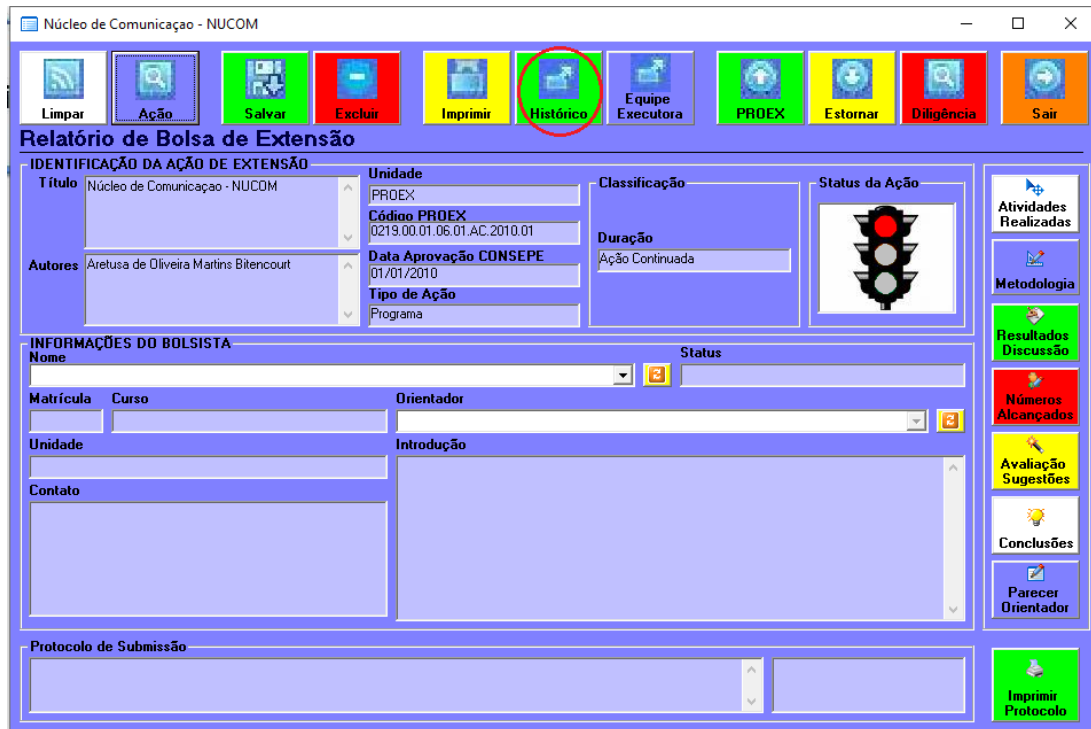 Núcleo de Comunicaçao - NUCOM
Limpar
Ação
Salvar
Excluir
Imprimir
Histórico
Equipe
Executora
PROEX
Estornar
Diligência
Sair
Relatório de Bolsa de Extensão
IDENTIFICAÇÃO DA AÇÃO DE EXTENSÃO
Título
Núcleo de Comunicaçao - NUCOM
Autores
Aretusa de Oliveira Martins Bitencourt
Unidade
PROEX
Código PROEX
0219.00.01.06.01.AC.2010.01
Data Aprovação CONSEPE
01/01/2010
Tipo de Ação
Programa
Classificação
Duração
Ação Continuada
Status da Ação
INFORMAÇÕES DO BOLSISTA
Nome
Status
Matrícula
Curso
Orientador
Unidade
Introdução
Contato
Protocolo de Submissão
Atividades
Realizadas
Metodologia
Resultados
Discussão
Números
Alcançados
Avaliação
Sugestões
Conclusões
Parecer
Orientador
Imprimir
Protocolo